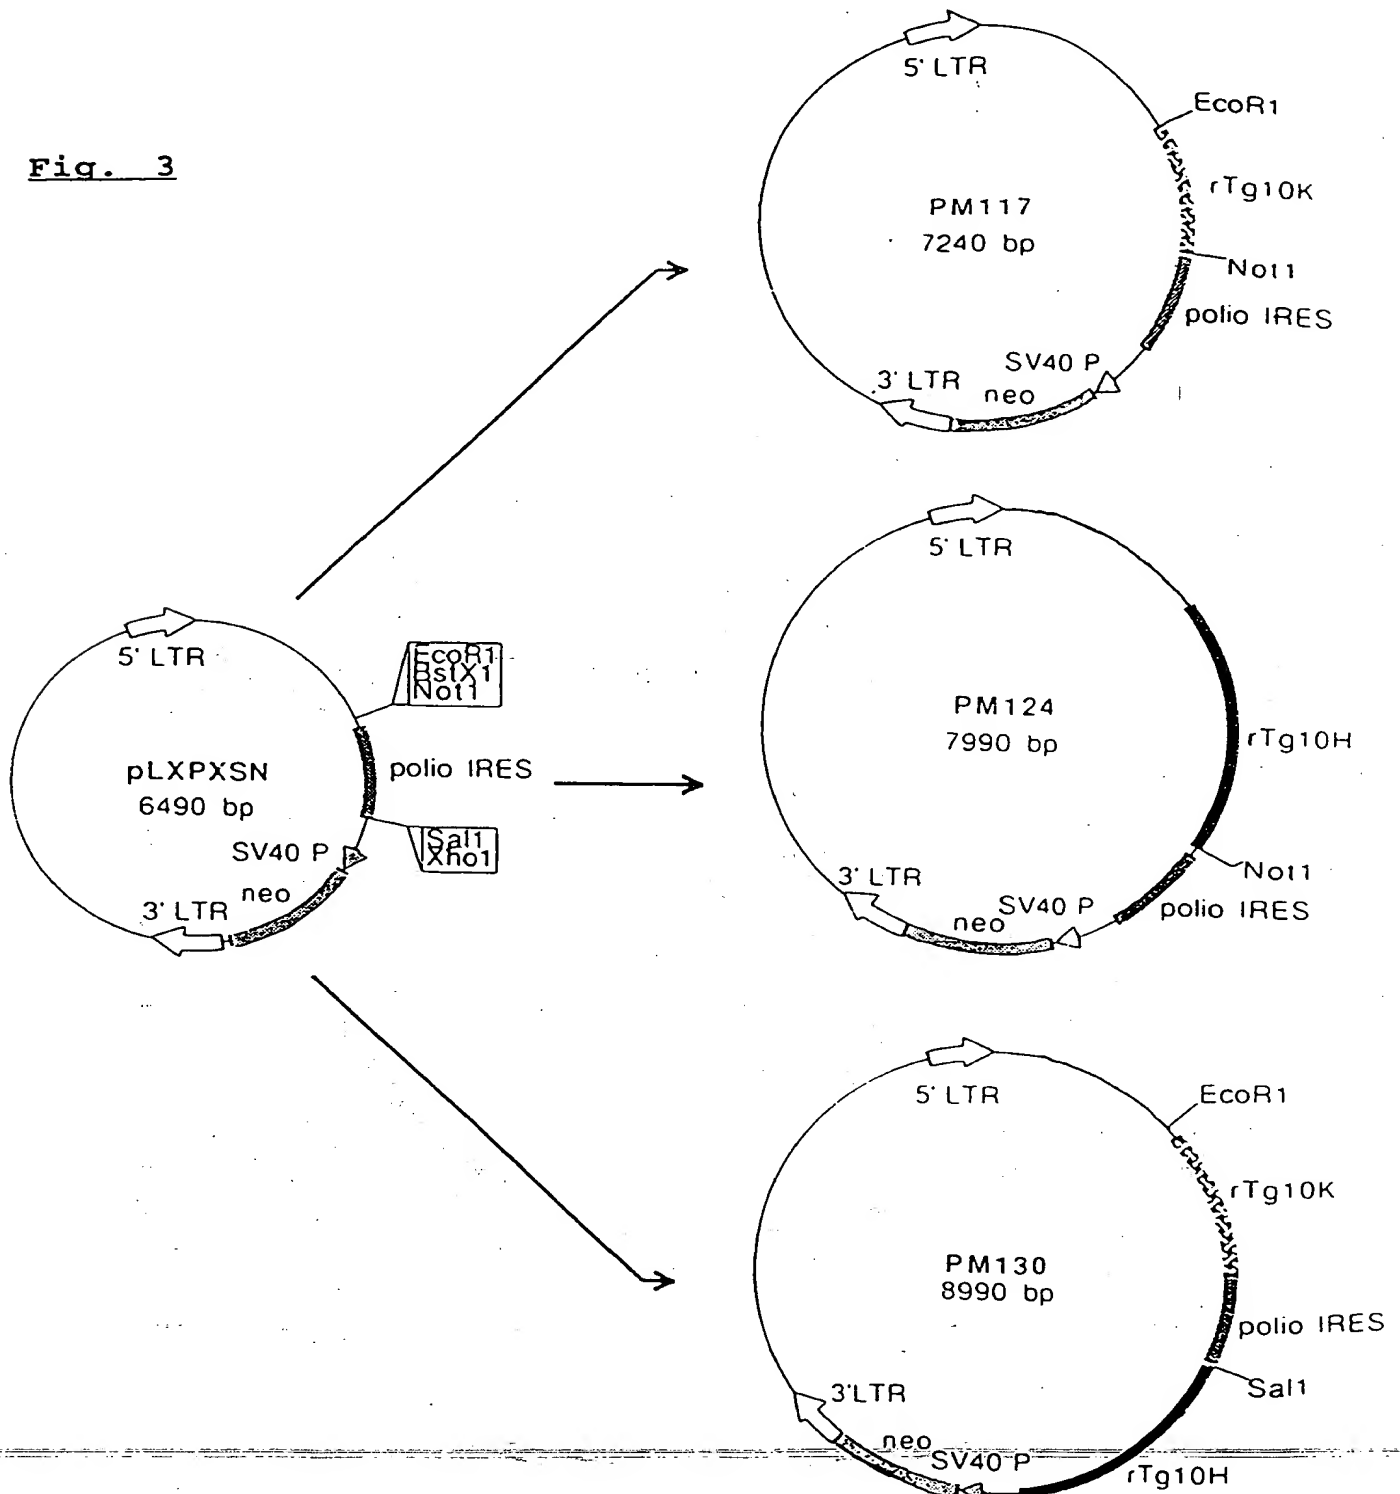 Fig. 3
5' LTR
EcoR1
rTg10K
PM117
7240 bp
Not1
polio IRES
SV40 P
3' LTR
neo
5' LTR
PM124
7990 bp
rTg10H
Not1
polio IRES
SV40 P
3' LTR
neo
5' LTR
EcoR1
BstX1
Not1
pLXPXSN
6490 bp
polio IRES
Sal1
Xho1
SV40 P
neo
3' LTR
5' LTR
EcoR1
rTg10K
PM130
8990 bp
polio IRES
Sal1
3'LTR
neo
SV40 P
rTg10H